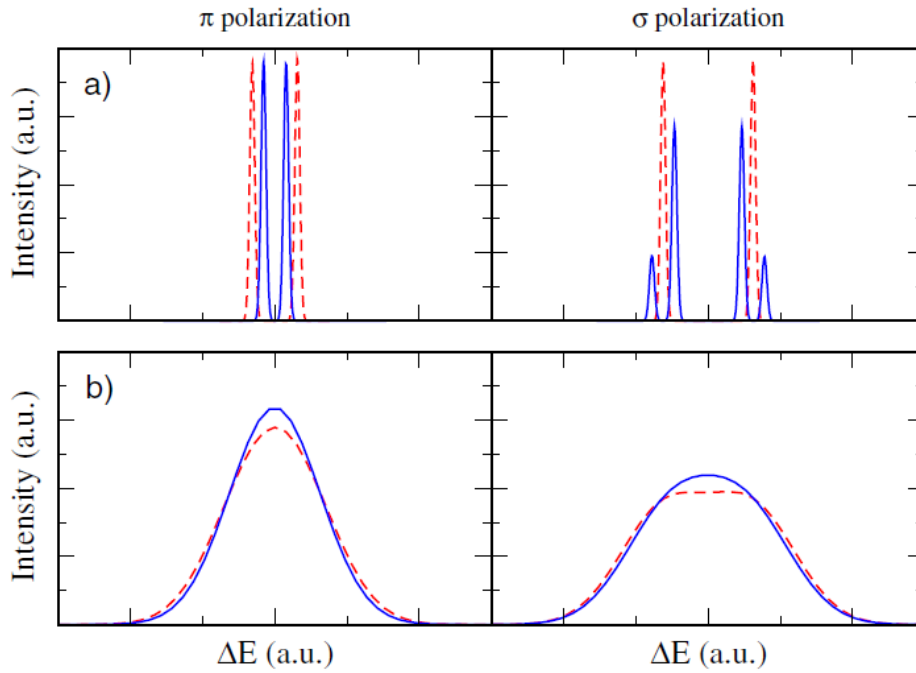 π polarization
σ polarization
a)
Intensity (a.u.)
b)
Intensity (a.u.)
ΔE (a.u.)
ΔE (a.u.)